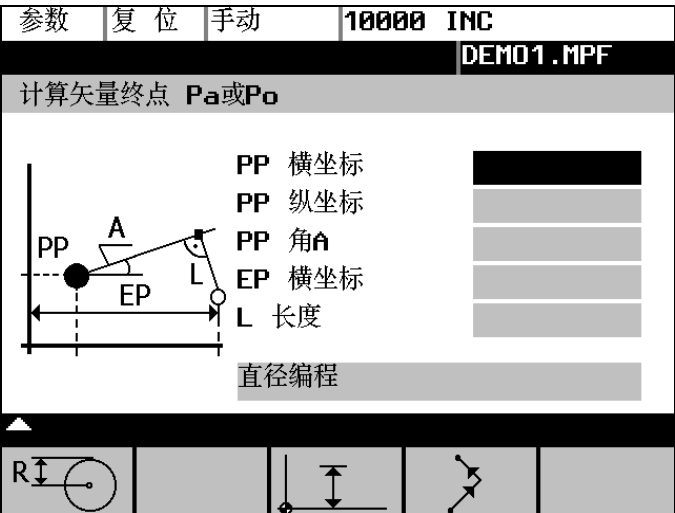 参数 复 位 手动 10000 INC
DEMO1.MPF
计算矢量终点 Pa或Po
PP 横坐标
PP 纵坐标
PP 角A
EP 横坐标
L 长度
直径编程
A
PP
L
EP
R